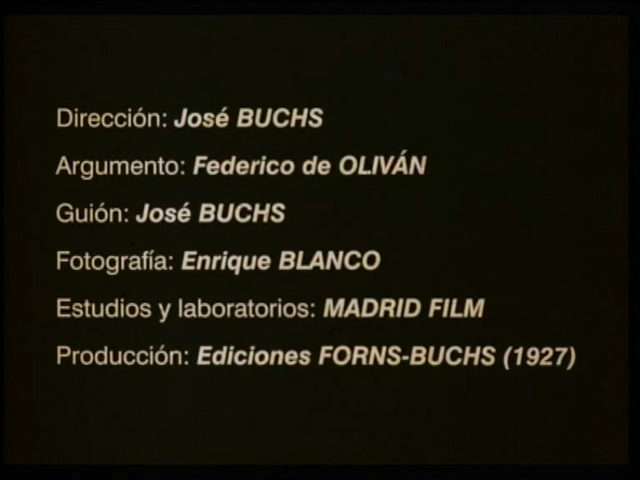 Dirección: José BUCHS
Argumento: Federico de OLIVÁN
Guión: José BUCHS
Fotografía: Enrique BLANCO
Estudios y laboratorios: MADRID FILM
Producción: Ediciones FORNS-BUCHS (1927)